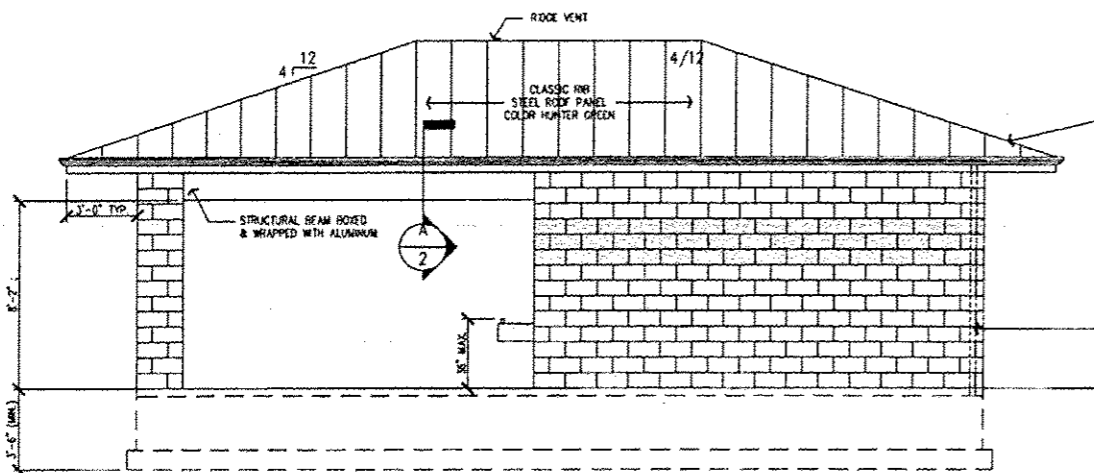 RIDGE VENT
12
4
4/12
CLASSIC RIB
STEEL ROOF PANEL
COLOR HUNTER GREEN
3'-0" TYP.
STRUCTURAL BEAM BOXED
& WRAPPED WITH ALUMINUM
A
2
8'-2"
36" MAX.
3'-6" (MIN.)